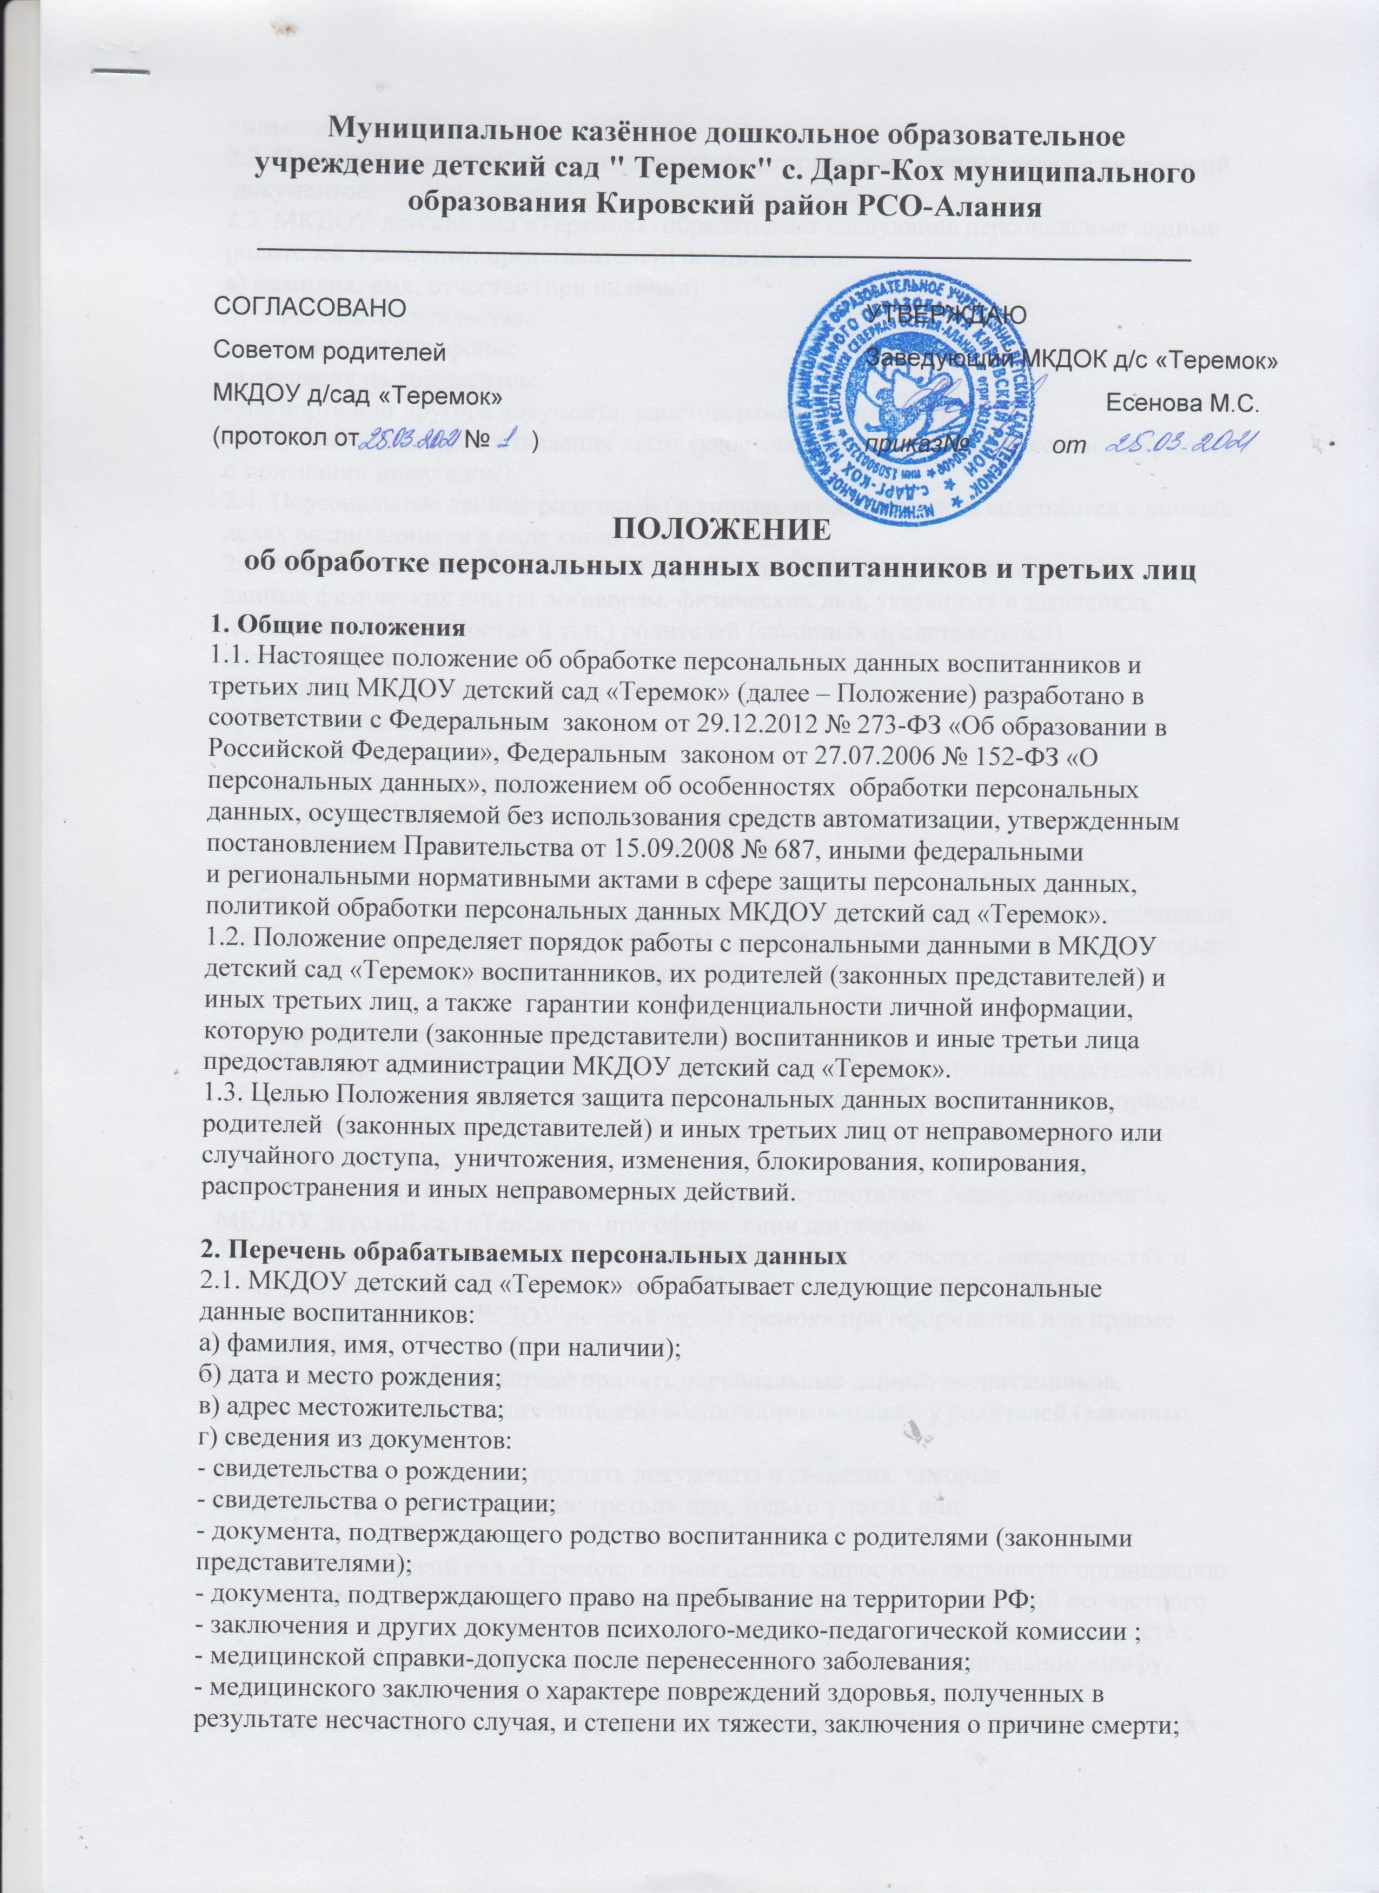 Муниципальное казённое дошкольное образовательное
учреждение детский сад " Теремок" с. Дарг-Кох муниципального
образования Кировский район РСО-Алания
СОГЛАСОВАНО
Советом родителей
МКДОУ д/сад «Теремок»
(протокол от 25.03.2021 № 1 )
УТВЕРЖДАЮ
Заведующий МКДОК д/с «Теремок»
Есенова М.С.
приказ№ от 25.03.2021
ПОЛОЖЕНИЕ
об обработке персональных данных воспитанников и третьих лиц
1. Общие положения
1.1. Настоящее положение об обработке персональных данных воспитанников и
третьих лиц МКДОУ детский сад «Теремок» (далее – Положение) разработано в
соответствии с Федеральным законом от 29.12.2012 № 273-ФЗ «Об образовании в
Российской Федерации», Федеральным законом от 27.07.2006 № 152-ФЗ «О
персональных данных», положением об особенностях обработки персональных
данных, осуществляемой без использования средств автоматизации, утвержденным
постановлением Правительства от 15.09.2008 № 687, иными федеральными
и региональными нормативными актами в сфере защиты персональных данных,
политикой обработки персональных данных МКДОУ детский сад «Теремок».
1.2. Положение определяет порядок работы с персональными данными в МКДОУ
детский сад «Теремок» воспитанников, их родителей (законных представителей) и
иных третьих лиц, а также гарантии конфиденциальности личной информации,
которую родители (законные представители) воспитанников и иные третьи лица
предоставляют администрации МКДОУ детский сад «Теремок».
1.3. Целью Положения является защита персональных данных воспитанников,
родителей (законных представителей) и иных третьих лиц от неправомерного или
случайного доступа, уничтожения, изменения, блокирования, копирования,
распространения и иных неправомерных действий.
2. Перечень обрабатываемых персональных данных
2.1. МКДОУ детский сад «Теремок» обрабатывает следующие персональные
данные воспитанников:
а) фамилия, имя, отчество (при наличии);
б) дата и место рождения;
в) адрес местожительства;
г) сведения из документов:
- свидетельства о рождении;
- свидетельства о регистрации;
- документа, подтверждающего родство воспитанника с родителями (законными
представителями);
- документа, подтверждающего право на пребывание на территории РФ;
- заключения и других документов психолого-медико-педагогической комиссии ;
- медицинской справки-допуска после перенесенного заболевания;
- медицинского заключения о характере повреждений здоровья, полученных в
результате несчастного случая, и степени их тяжести, заключения о причине смерти;